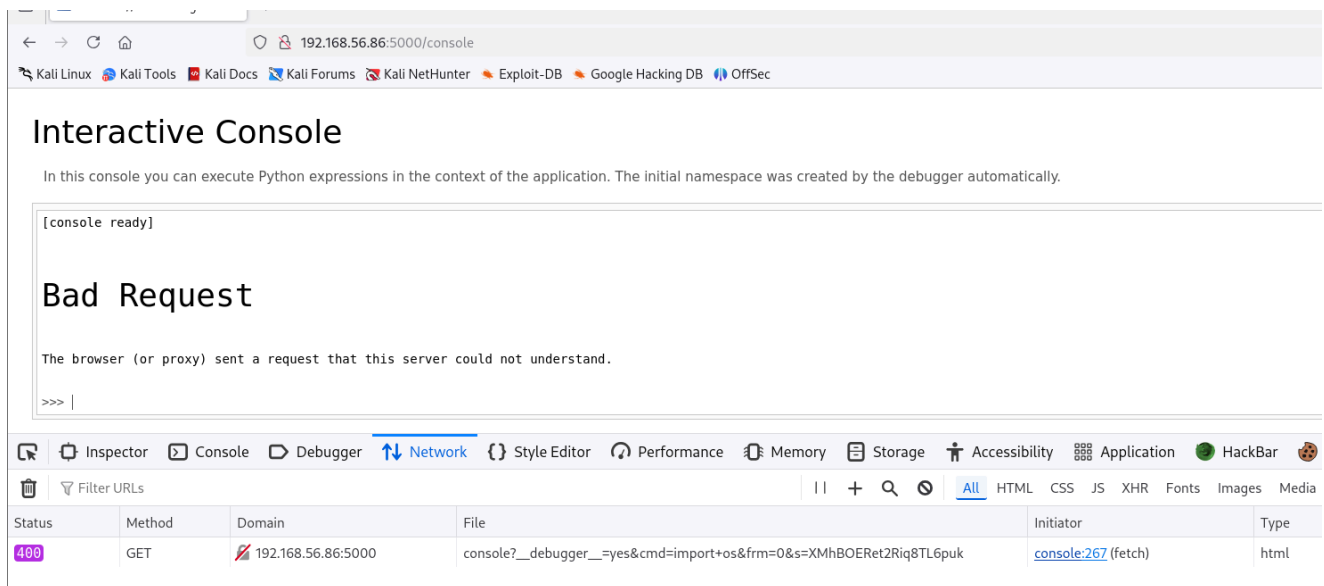 192.168.56.86:5000/console
Kali Linux Kali Tools Kali Docs Kali Forums Kali NetHunter Exploit-DB Google Hacking DB OffSec
Interactive Console
In this console you can execute Python expressions in the context of the application. The initial namespace was created by the debugger automatically.
[console ready]
Bad Request
The browser (or proxy) sent a request that this server could not understand.
>>>
Inspector Console Debugger Network Style Editor Performance Memory Storage Accessibility Application HackBar
Filter URLs All HTML CSS JS XHR Fonts Images Media
Status Method Domain File Initiator Type
400 GET 192.168.56.86:5000 console?__debugger__=yes&cmd=import+os&frm=0&s=XMhBOERet2Riq8TL6puk console:267 (fetch) html